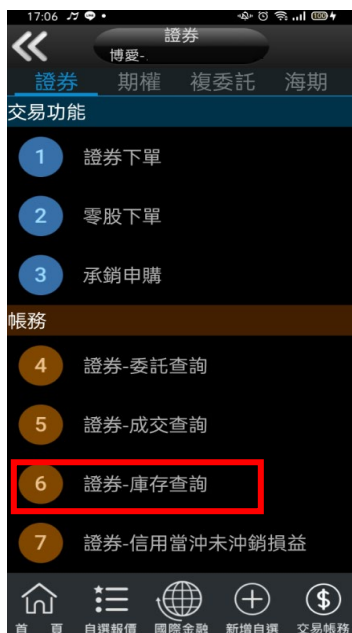 17:06
100
證券
博愛-.
證券 期權 複委託 海期
交易功能
1 證券下單
2 零股下單
3 承銷申購
帳務
4 證券-委託查詢
5 證券-成交查詢
6 證券-庫存查詢
7 證券-信用當沖未沖銷損益
首 頁 自選報價 國際金融 新增自選 交易帳務